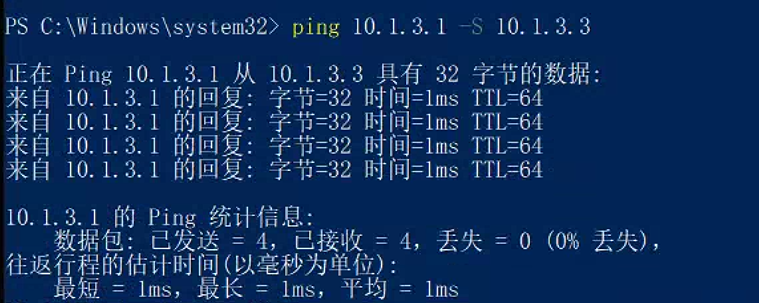 PS C:\Windows\system32> ping 10.1.3.1 -S 10.1.3.3
正在 Ping 10.1.3.1 从 10.1.3.3 具有 32 字节的数据:
来自 10.1.3.1 的回复: 字节=32 时间=1ms TTL=64
来自 10.1.3.1 的回复: 字节=32 时间=1ms TTL=64
来自 10.1.3.1 的回复: 字节=32 时间=1ms TTL=64
来自 10.1.3.1 的回复: 字节=32 时间=1ms TTL=64
10.1.3.1 的 Ping 统计信息:
数据包: 已发送 = 4，已接收 = 4，丢失 = 0 (0% 丢失)，
往返行程的估计时间(以毫秒为单位):
最短 = 1ms，最长 = 1ms，平均 = 1ms